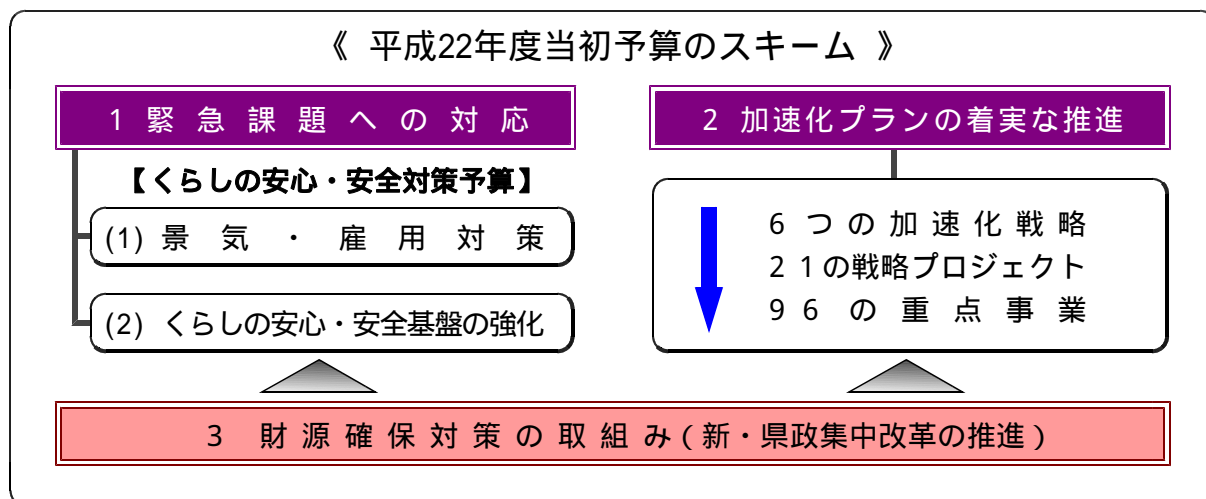 《 平成22年度当初予算のスキーム 》
1 緊急課題への対応
【くらしの安心・安全対策予算】
(1) 景気・雇用対策
(2) くらしの安心・安全基盤の強化
2 加速化プランの着実な推進
6つの加速化戦略
21の戦略プロジェクト
96の重点事業
3 財源確保対策の取組み(新・県政集中改革の推進)